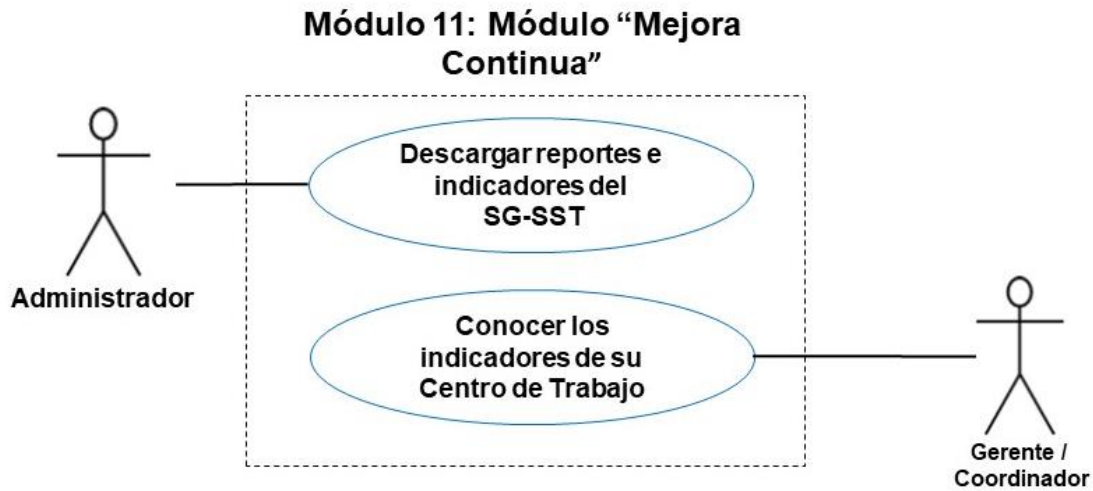 Módulo 11: Módulo “Mejora
Continua”
Descargar reportes e
indicadores del
SG-SST
Administrador
Conocer los
indicadores de su
Centro de Trabajo
Gerente /
Coordinador